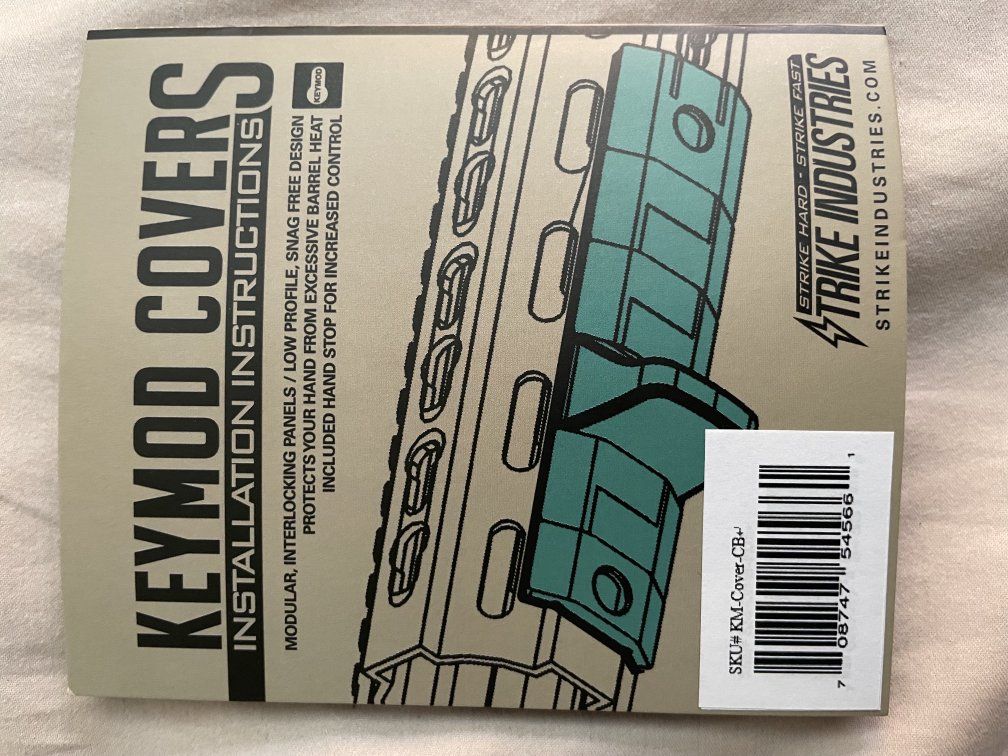 KEYMOD COVERS
INSTALLATION INSTRUCTIONS
MODULAR, INTERLOCKING PANELS / LOW PROFILE, SNAG FREE DESIGN
PROTECTS YOUR HAND FROM EXCESSIVE BARREL HEAT
INCLUDED HAND STOP FOR INCREASED CONTROL
KEYMOD
STRIKE HARD - STRIKE FAST
STRIKE INDUSTRIES
STRIKEINDUSTRIES.COM
SKU# KM-Cover-CB↵
7 08747 54566 1